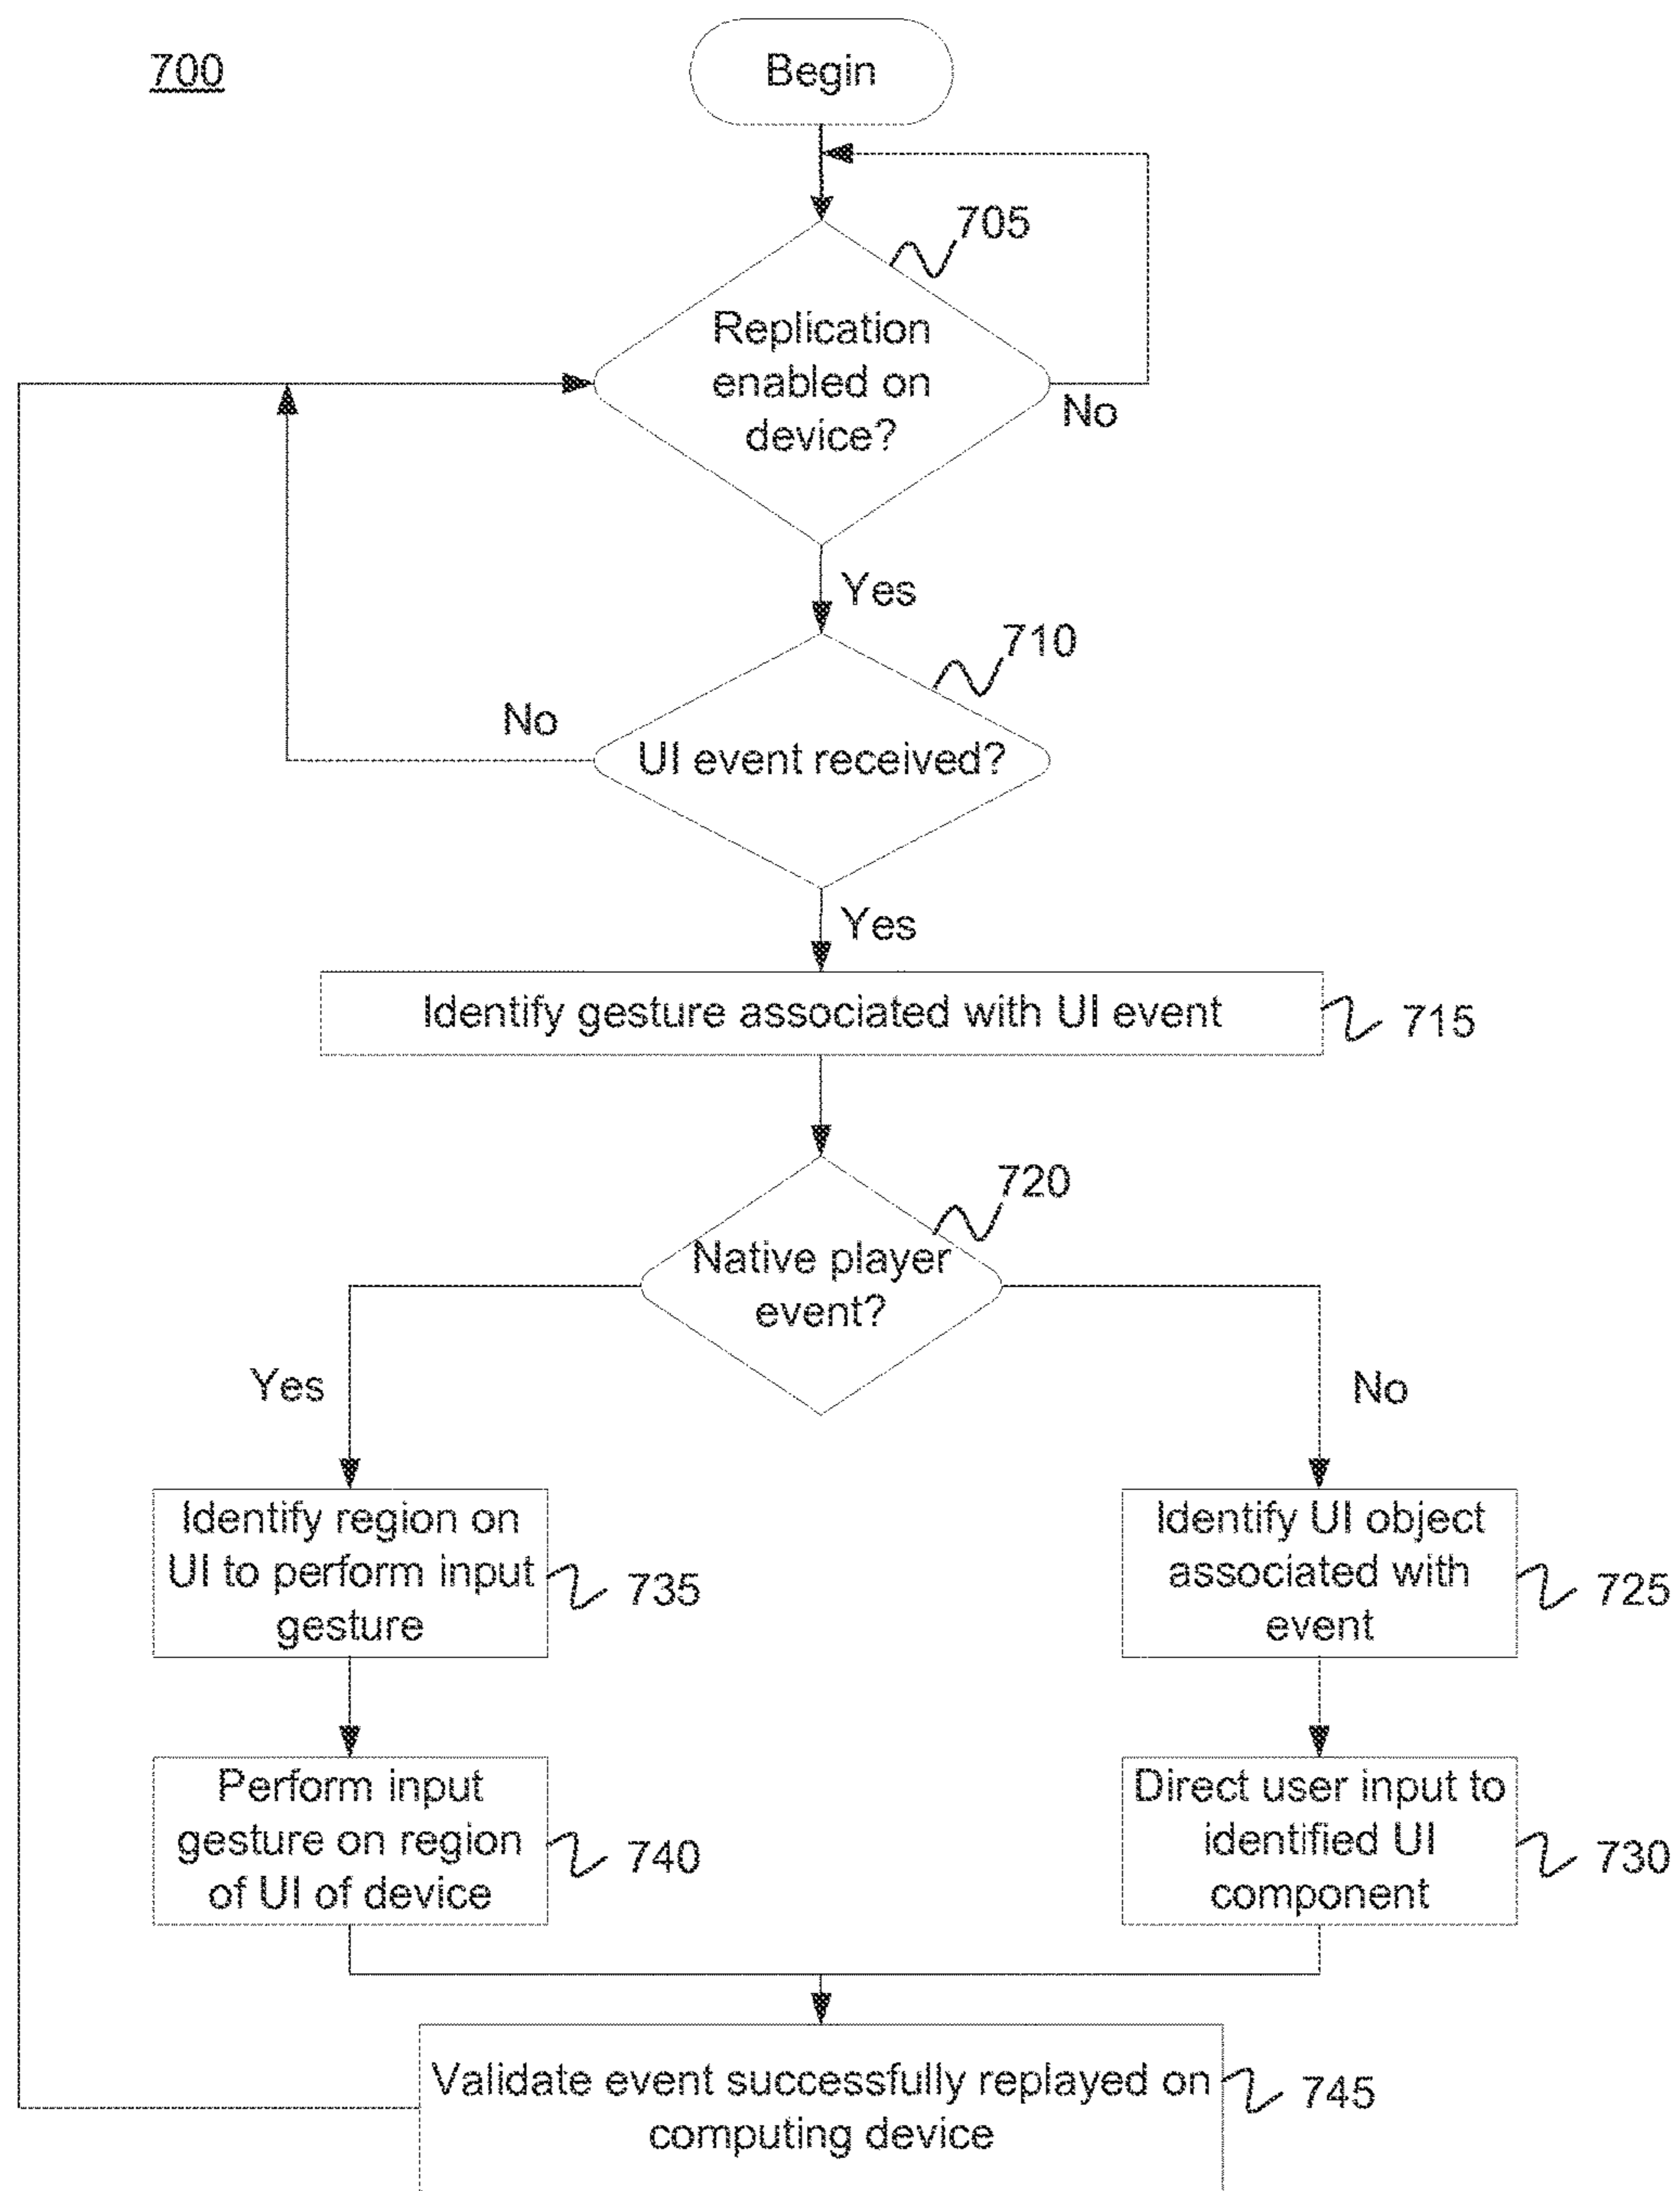 700
Begin
705
Replication
enabled on
device?
No
Yes
710
No
UI event received?
Yes
Identify gesture associated with UI event
715
720
Native player
event?
Yes
No
Identify region on
UI to perform input
gesture
735
Identify UI object
associated with
event
725
Perform input
gesture on region
of UI of device
740
Direct user input to
identified UI
component
730
Validate event successfully replayed on
computing device
745